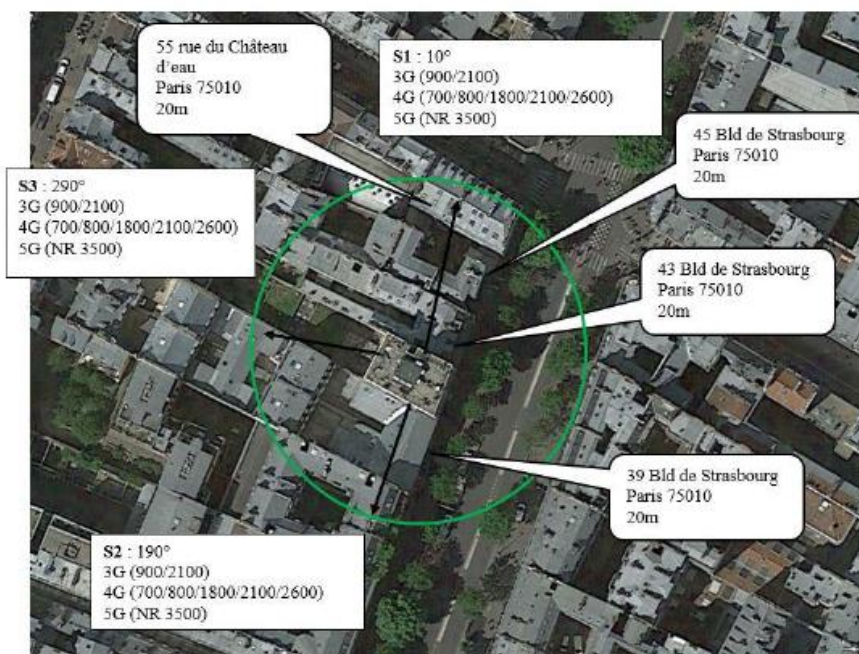 55 rue du Château
d'eau
Paris 75010
20m
S1 : 10°
3G (900/2100)
4G (700/800/1800/2100/2600)
5G (NR 3500)
45 Bld de Strasbourg
Paris 75010
20m
S3 : 290°
3G (900/2100)
4G (700/800/1800/2100/2600)
5G (NR 3500)
43 Bld de Strasbourg
Paris 75010
20m
39 Bld de Strasbourg
Paris 75010
20m
S2 : 190°
3G (900/2100)
4G (700/800/1800/2100/2600)
5G (NR 3500)